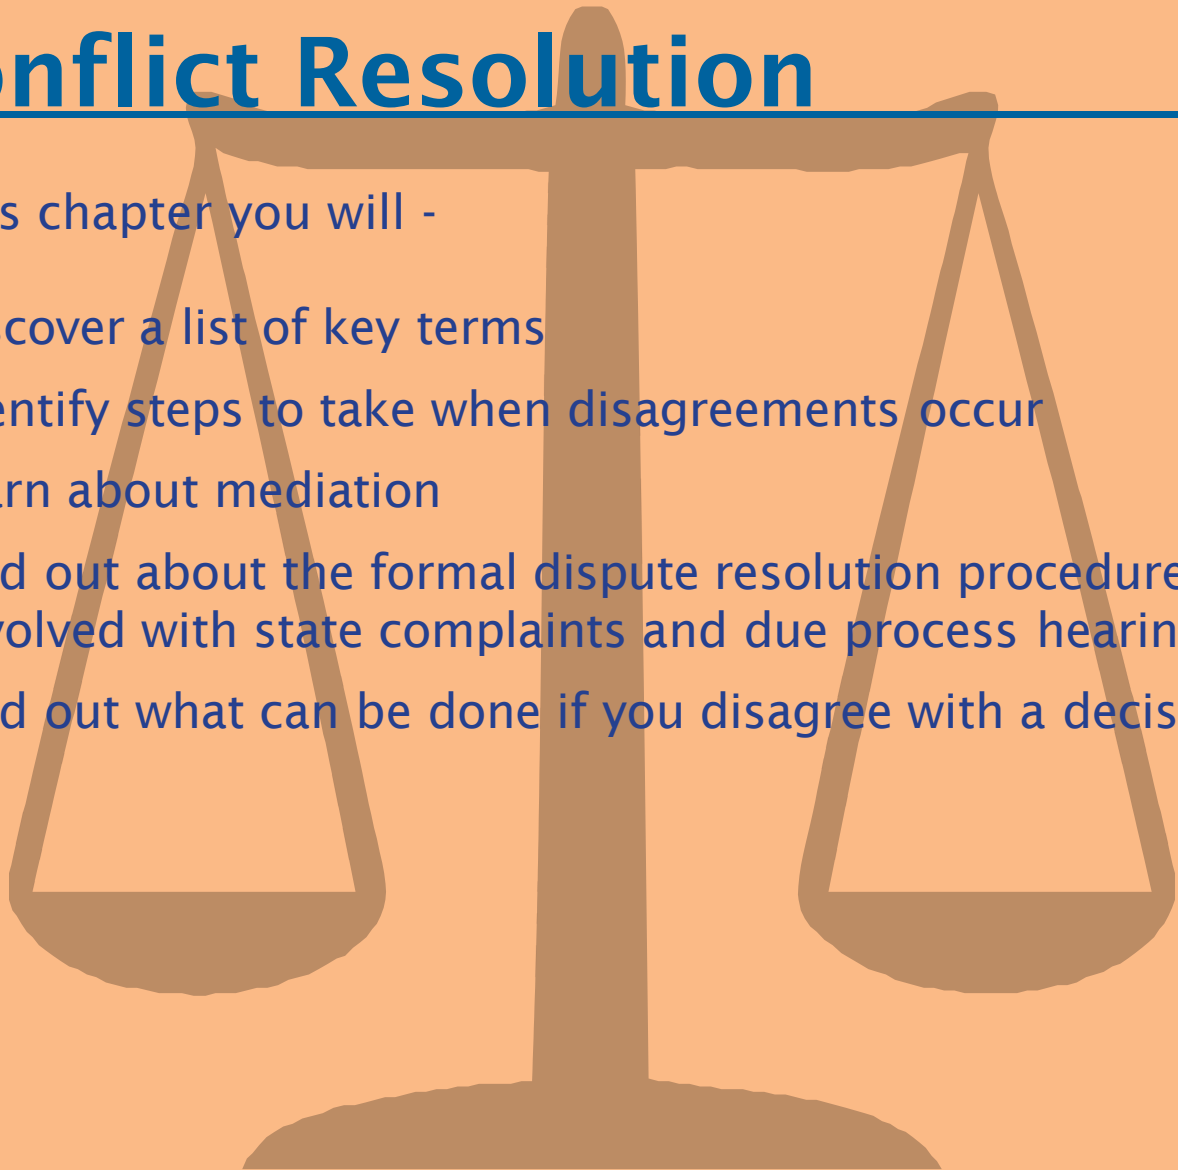 onflict Resolution
s chapter you will -
cover a list of key terms
entify steps to take when disagreements occur
rn about mediation
d out about the formal dispute resolution procedure
volved with state complaints and due process hearin
d out what can be done if you disagree with a decis